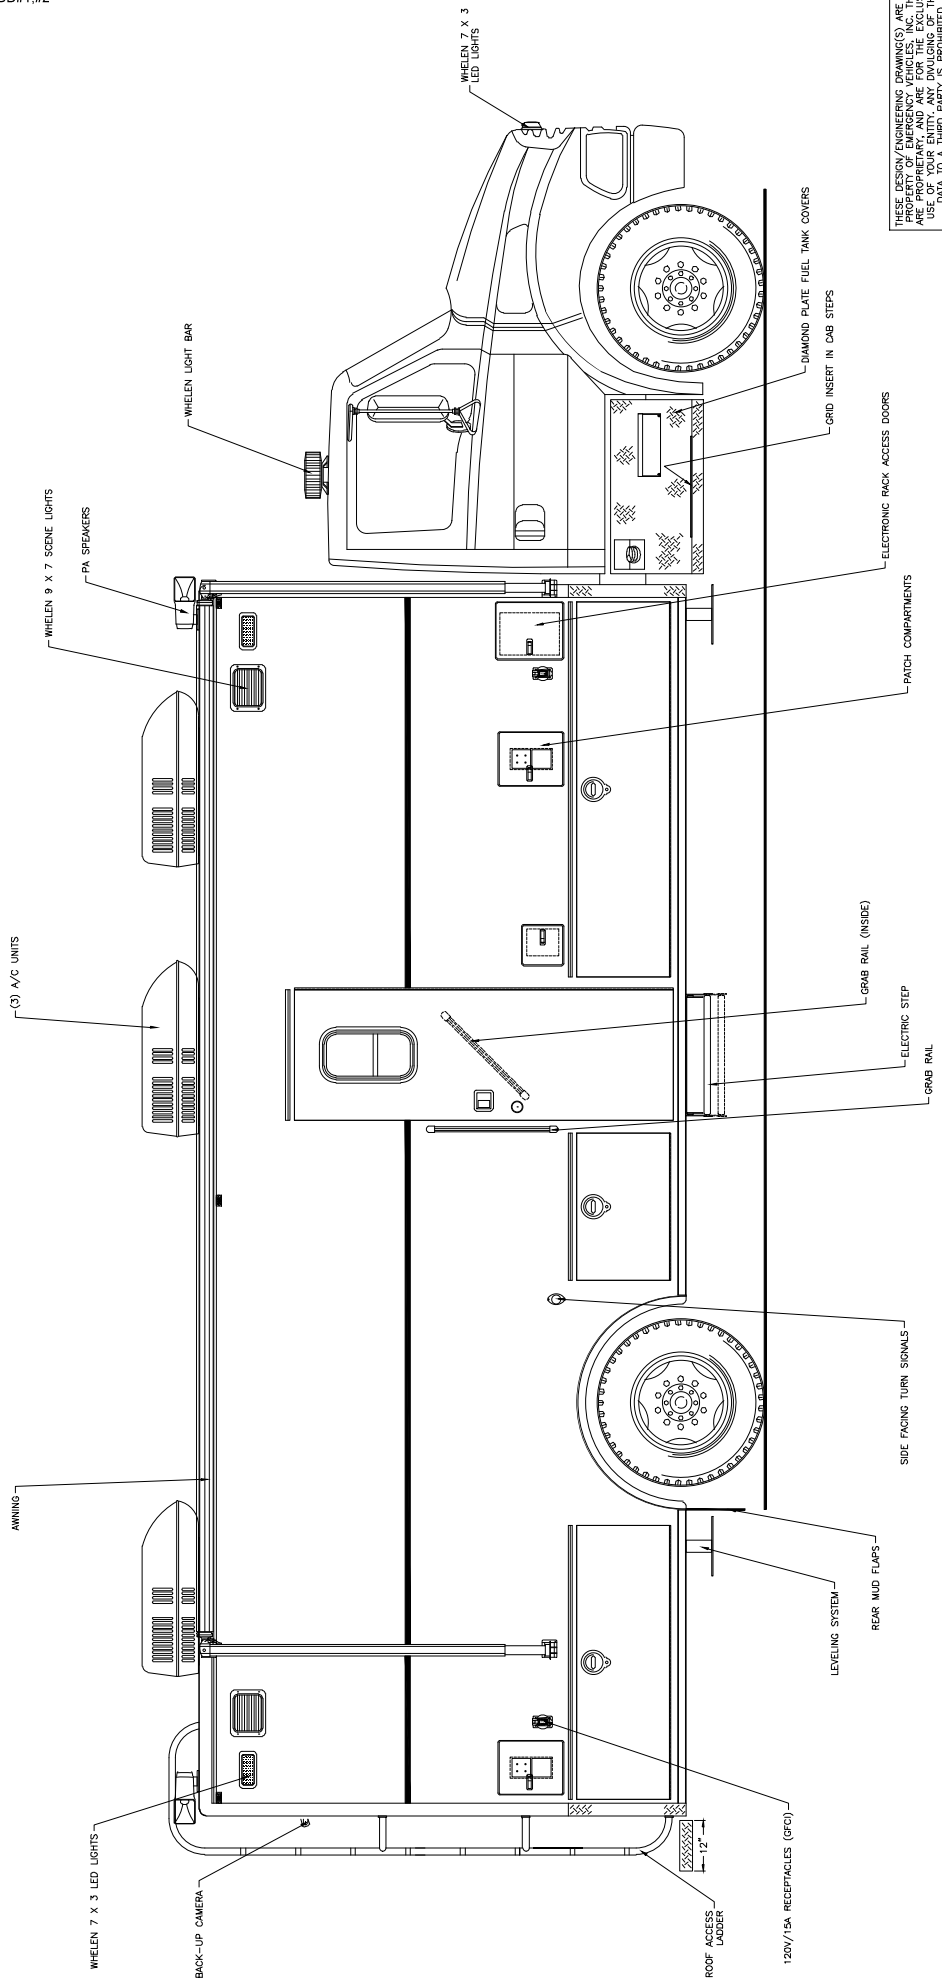 WHELEN 7 X 3
LED LIGHTS
WHELEN LIGHT BAR
WHELEN 9 X 7 SCENE LIGHTS
PA SPEAKERS
(3) A/C UNITS
AWNING
WHELEN 7 X 3 LED LIGHTS
BACK-UP CAMERA
ROOF ACCESS
LADDER
12"
120V/15A RECEPTACLES (GFCI)
LEVELING SYSTEM
REAR MUD FLAPS
SIDE FACING TURN SIGNALS
GRAB RAIL
ELECTRIC STEP
GRAB RAIL (INSIDE)
PATCH COMPARTMENTS
ELECTRONIC RACK ACCESS DOORS
GRID INSERT IN CAB STEPS
DIAMOND PLATE FUEL TANK COVERS
THESE DESIGN/ENGINEERING DRAWING(S) ARE
PROPERTY OF EMERGENCY VEHICLES, INC.
ARE PROPRIETARY, AND ARE FOR THE
USE OF YOUR ENTITY. ANY DIVULGING OF
DATA TO A THIRD PARTY IS PROHIBITED